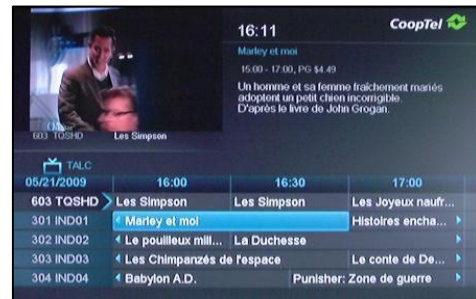 16:11
CoopTel
Marley et moi
15:00 - 17:00, PG $4.49
Un homme et sa femme fraîchement mariés
adoptent un petit chien incorrigible.
D'après le livre de John Grogan.
603 TQSHD Les Simpson
TALC
05/21/2009 16:00 16:30 17:00
603 TQSHD Les Simpson Les Simpson Les Joyeux naufr...
301 IND01 Marley et moi Histoires encha...
302 IND02 Le pouilleux mill... La Duchesse
303 IND03 Les Chimpanzés de l'espace Le conte de De...
304 IND04 Babylon A.D. Punisher: Zone de guerre